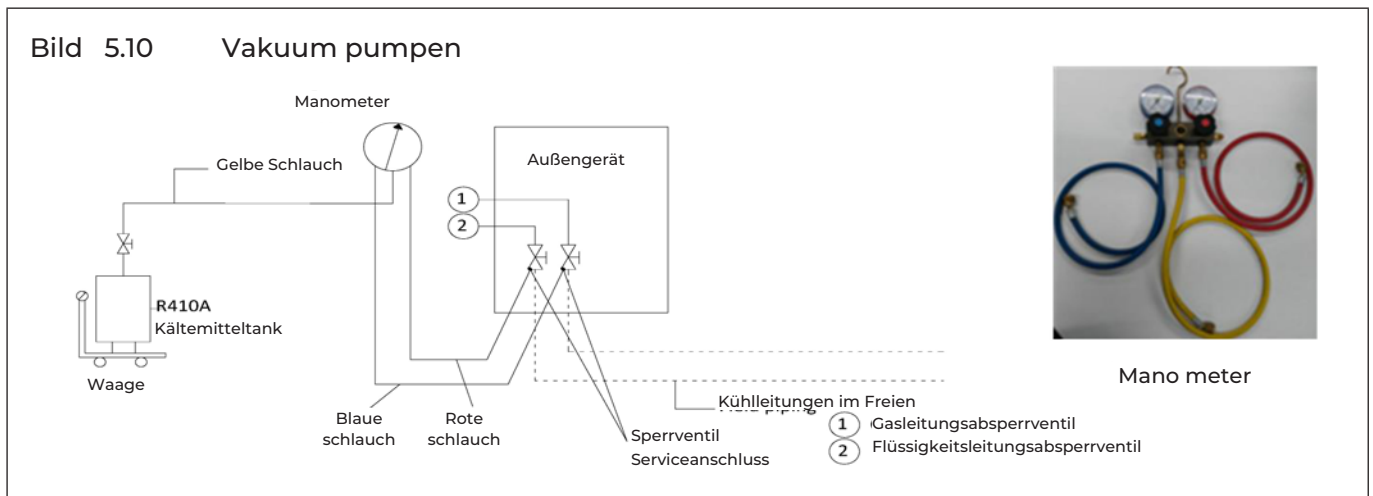 Bild 5.10 Vakuum pumpen
Manometer
Gelbe Schlauch
Außengerät
1
2
R410A
Kältemitteltank
Waage
Mano meter
Kühlleitungen im Freien
Blaue
schlauch
Rote
schlauch
Sperrventil
Serviceanschluss
1 Gasleitungsabsperrventil
2 Flüssigkeitsleitungsabsperrventil